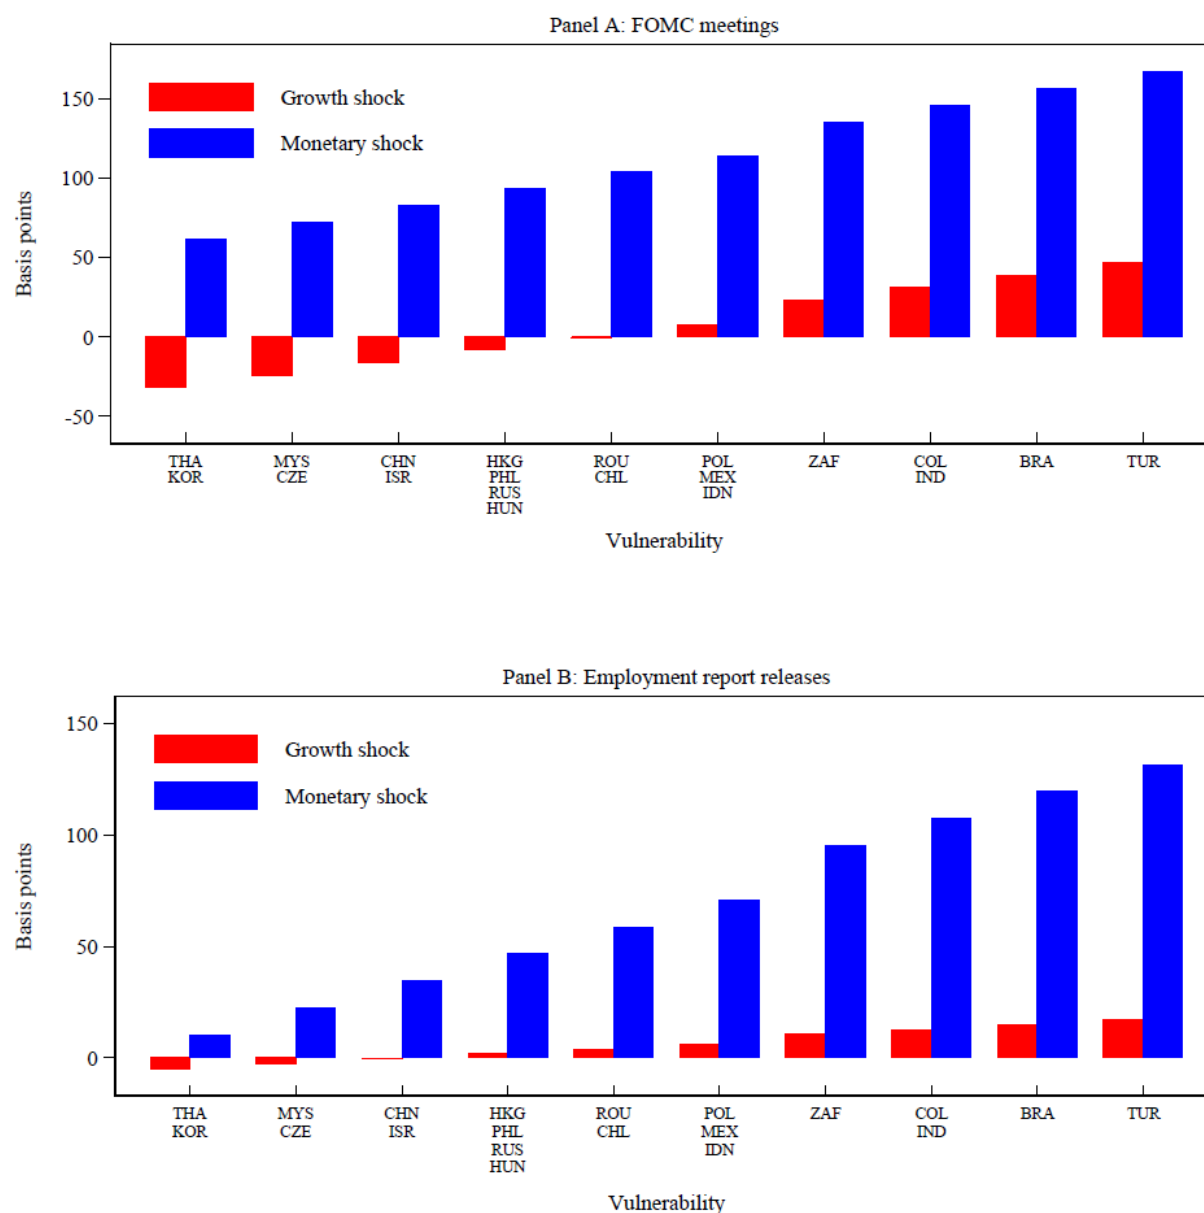 Panel A: FOMC meetings
Growth shock
Monetary shock
Basis points
150
100
50
0
-50
THA MYS CHN HKG ROU POL ZAF COL BRA TUR
KOR CZE ISR PHL CHL MEX IND
RUS IDN
HUN
Vulnerability
Panel B: Employment report releases
Growth shock
Monetary shock
Basis points
150
100
50
0
THA MYS CHN HKG ROU POL ZAF COL BRA TUR
KOR CZE ISR PHL CHL MEX IND
RUS IDN
HUN
Vulnerability